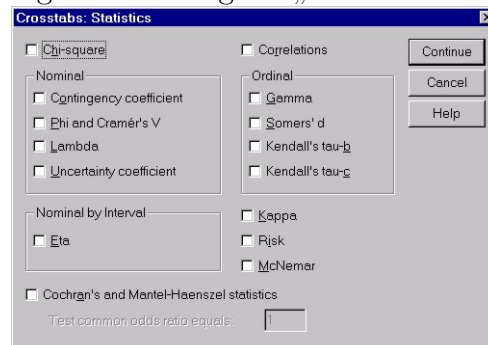 Crosstabs: Statistics
Chi-square
Correlations
Continue
Nominal
Ordinal
Cancel
Contingency coefficient
Gamma
Help
Phi and Cramér's V
Somers' d
Lambda
Kendall's tau-b
Uncertainty coefficient
Kendall's tau-c
Nominal by Interval
Kappa
Eta
Risk
McNemar
Cochran's and Mantel-Haenszel statistics
Test common odds ratio equals: 1